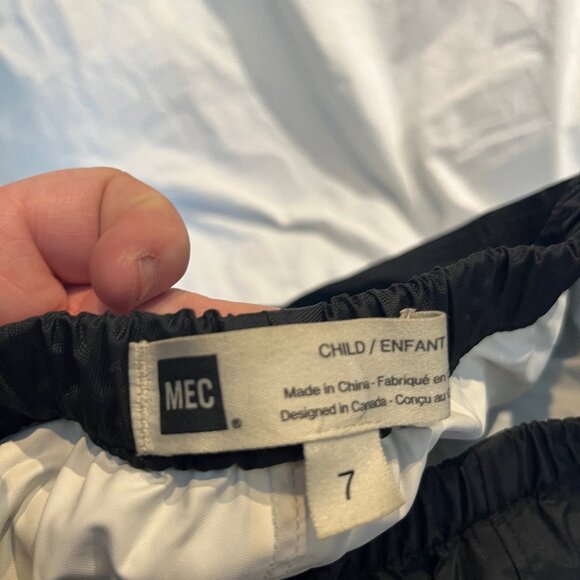 MEC
®
CHILD / ENFANT
Made in China - Fabriqué en
Designed in Canada - Conçu au
7